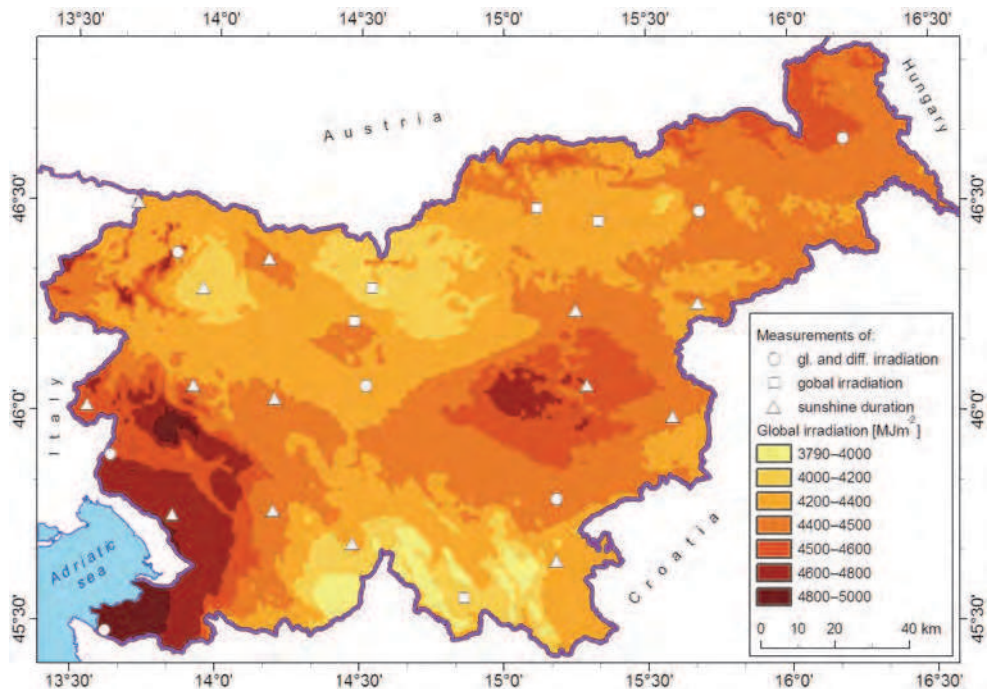 13°30' 14°0' 14°30' 15°0' 15°30' 16°0' 16°30'
Hungary
Austria
46°30' 46°30'
Measurements of:
gl. and diff. irradiation
gobal irradiation
sunshine duration
Global irradiation [MJm²]
3790–4000
4000–4200
4200–4400
4400–4500
4500–4600
4600–4800
4800–5000
0 20 40 km
46°0' 46°0'
Italy
Adriatic
sea
Croatia
45°30' 45°30'
13°30' 14°0' 14°30' 15°0' 15°30' 16°0' 16°30'